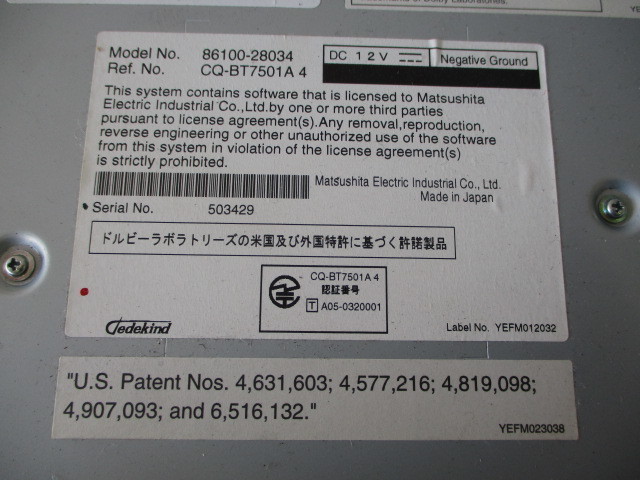 Laboratories.
Model No. 86100-28034
Ref. No. CQ-BT7501A 4
DC 12V
Negative Ground
This system contains software that is licensed to Matsushita
Electric Industrial Co.,Ltd.by one or more third parties
pursuant to license agreement(s).Any removal,reproduction,
reverse engineering or other unauthorized use of the software
from this system in violation of the license agreement(s)
is strictly prohibited.
Matsushita Electric Industrial Co., Ltd.
Made in Japan
Serial No. 503429
ドルビーラボラトリーズの米国及び外国特許に基づく許諾製品
CQ-BT7501A 4
認証番号
T A05-0320001
Gedekind
Label No. YEFM012032
"U.S. Patent Nos. 4,631,603; 4,577,216; 4,819,098;
4,907,093; and 6,516,132."
YEFM023038